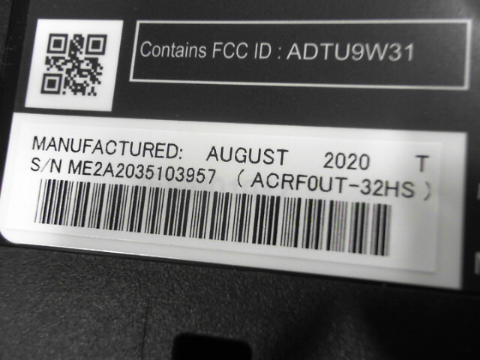 Contains FCC ID : ADTU9W31
MANUFACTURED: AUGUST 2020 T
S/N ME2A2035103957 ( ACRF0UT-32HS )